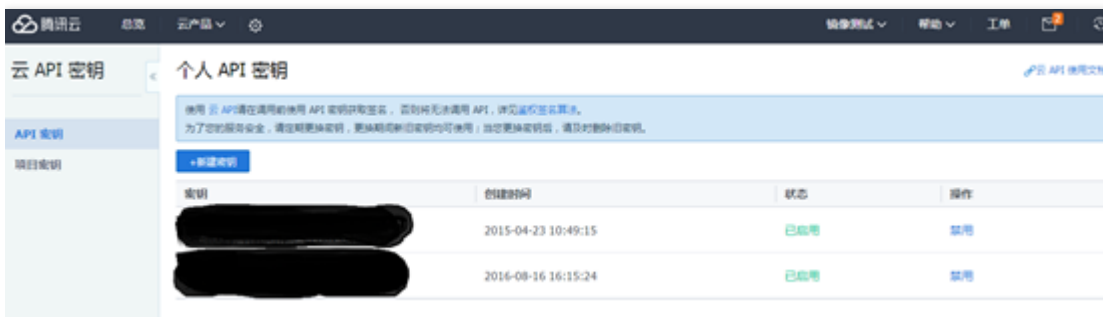 腾讯云 总览 云产品 镜像测试 帮助 工单 2
云 API 密钥
个人 API 密钥
云 API 使用文档
使用 云 API请在调用前使用 API 密钥获取签名，否则将无法调用 API，详见鉴权签名算法。
为了您的服务安全，请定期更换密钥，更换期间新旧密钥均可使用；当您更换密钥后，请及时删除旧密钥。
API 密钥
项目密钥
+新建密钥
密钥 创建时间 状态 操作
2015-04-23 10:49:15 已启用 禁用
2016-08-16 16:15:24 已启用 禁用